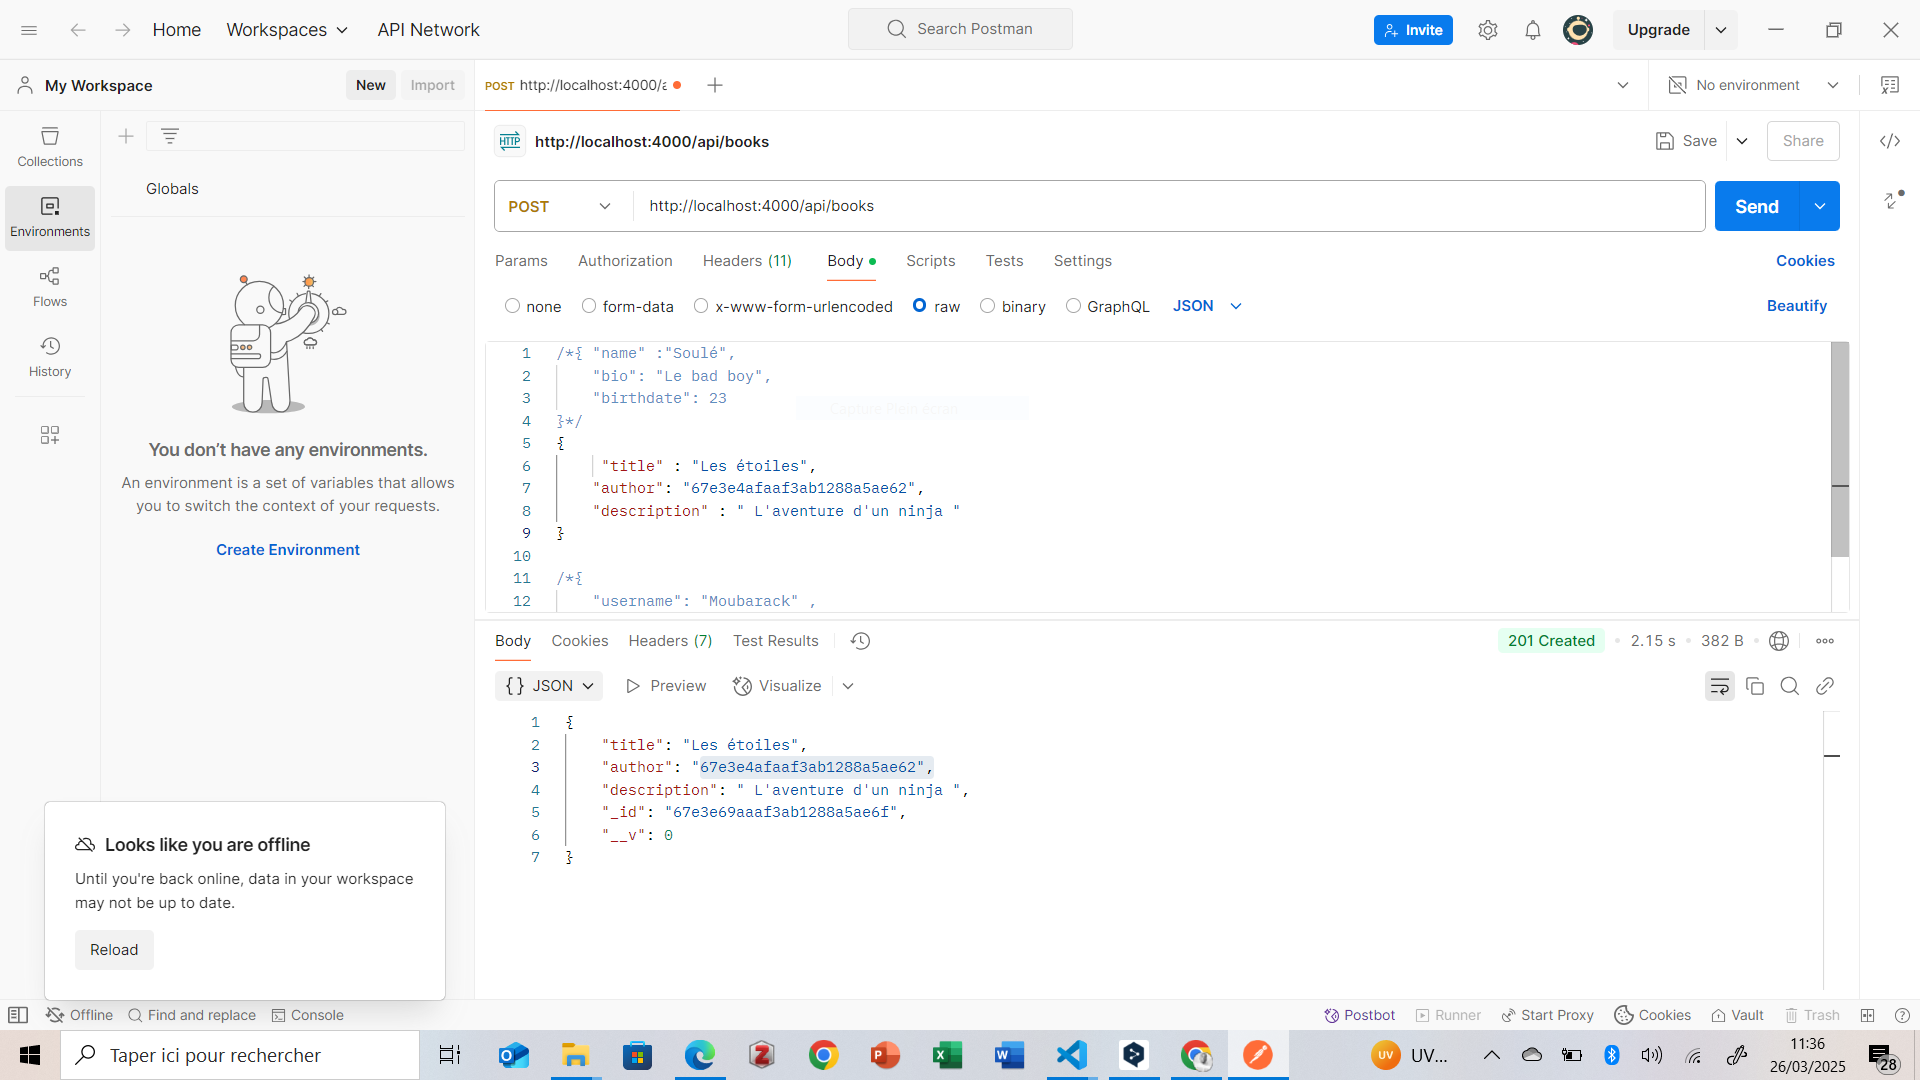 Home
Workspaces
API Network
Search Postman
Invite
Upgrade
My Workspace
New
Import
POST http://localhost:4000/a
No environment
Collections
Environments
Flows
History
Globals
You don't have any environments.
An environment is a set of variables that allows
you to switch the context of your requests.
Create Environment
HTTP http://localhost:4000/api/books
Save
Share
POST
http://localhost:4000/api/books
Send
Params
Authorization
Headers (11)
Body
Scripts
Tests
Settings
Cookies
none
form-data
x-www-form-urlencoded
raw
binary
GraphQL
JSON
Beautify
1 /*{ "name" :"Soulé",
2 "bio": "Le bad boy",
3 "birthdate": 23
4 }*/
5 {
6 "title" : "Les étoiles",
7 "author": "67e3e4afaaf3ab1288a5ae62",
8 "description" : " L'aventure d'un ninja "
9 }
10
11 /*{
12 "username": "Moubarack" ,
Capture Plein écran
Body
Cookies
Headers (7)
Test Results
201 Created
2.15 s
382 B
{} JSON
Preview
Visualize
1 {
2 "title": "Les étoiles",
3 "author": "67e3e4afaaf3ab1288a5ae62",
4 "description": " L'aventure d'un ninja ",
5 "_id": "67e3e69aaaf3ab1288a5ae6f",
6 "__v": 0
7 }
Looks like you are offline
Until you're back online, data in your workspace
may not be up to date.
Reload
Offline
Find and replace
Console
Postbot
Runner
Start Proxy
Cookies
Vault
Trash
Taper ici pour rechercher
UV UV...
11:36
26/03/2025
28